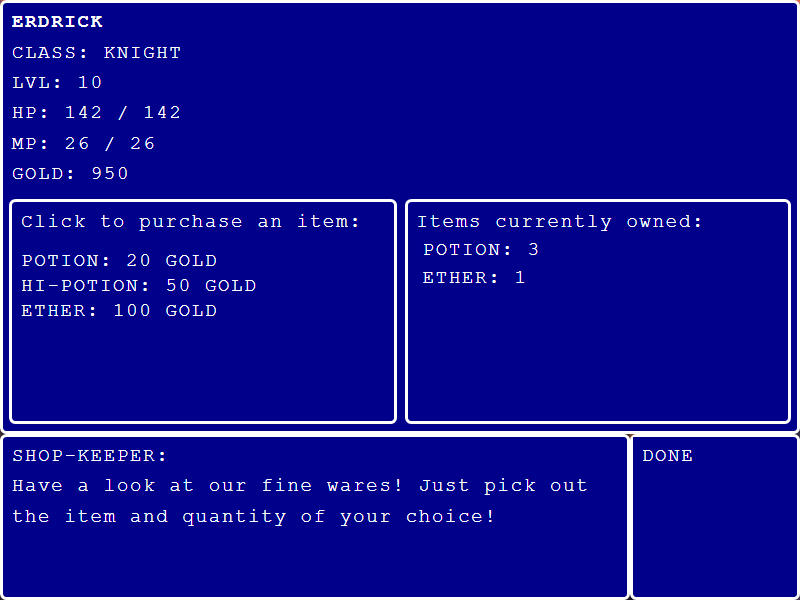 ERDRICK
CLASS: KNIGHT
LVL: 10
HP: 142 / 142
MP: 26 / 26
GOLD: 950
Click to purchase an item:
POTION: 20 GOLD
HI-POTION: 50 GOLD
ETHER: 100 GOLD
Items currently owned:
POTION: 3
ETHER: 1
SHOP-KEEPER:
Have a look at our fine wares! Just pick out
the item and quantity of your choice!
DONE